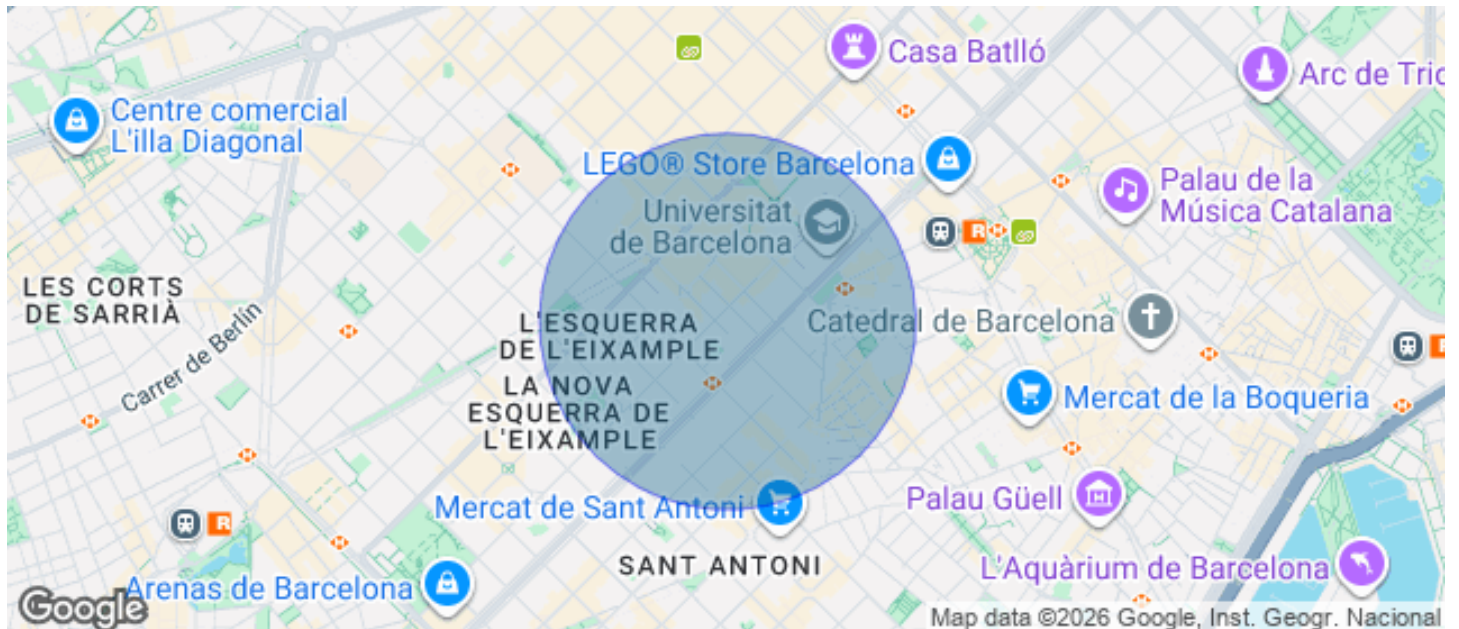 Casa Batlló
Arc de Trio
Centre comercial
L'illa Diagonal
LEGO® Store Barcelona
Palau de la
Música Catalana
Universitat
de Barcelona
R
LES CORTS
DE SARRIÀ
Carrer de Berlín
L'ESQUERRA
DE L'EIXAMPLE
Catedral de Barcelona
LA NOVA
ESQUERRA DE
L'EIXAMPLE
Mercat de la Boqueria
Mercat de Sant Antoni
Palau Güell
R
SANT ANTONI
L'Aquàrium de Barcelona
Arenas de Barcelona
Google
Map data ©2026 Google, Inst. Geogr. Nacional